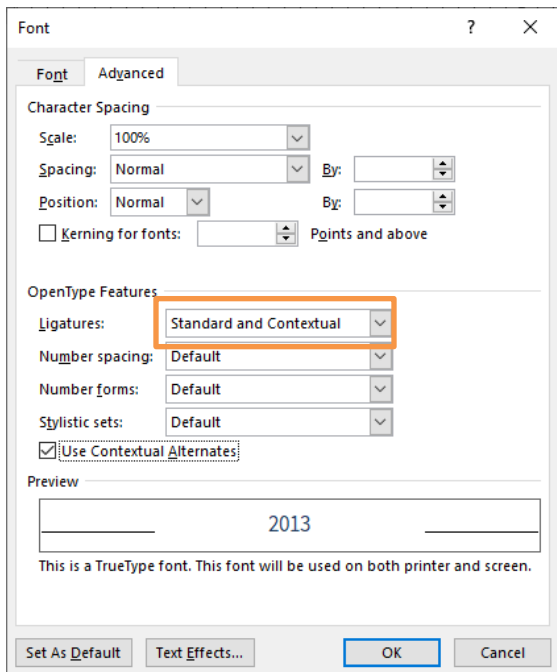 Font ? ×
Font Advanced
Character Spacing
Scale: 100%
Spacing: Normal By:
Position: Normal By:
Kerning for fonts: Points and above
OpenType Features
Ligatures: Standard and Contextual
Number spacing: Default
Number forms: Default
Stylistic sets: Default
Use Contextual Alternates
Preview
2013
This is a TrueType font. This font will be used on both printer and screen.
Set As Default Text Effects... OK Cancel